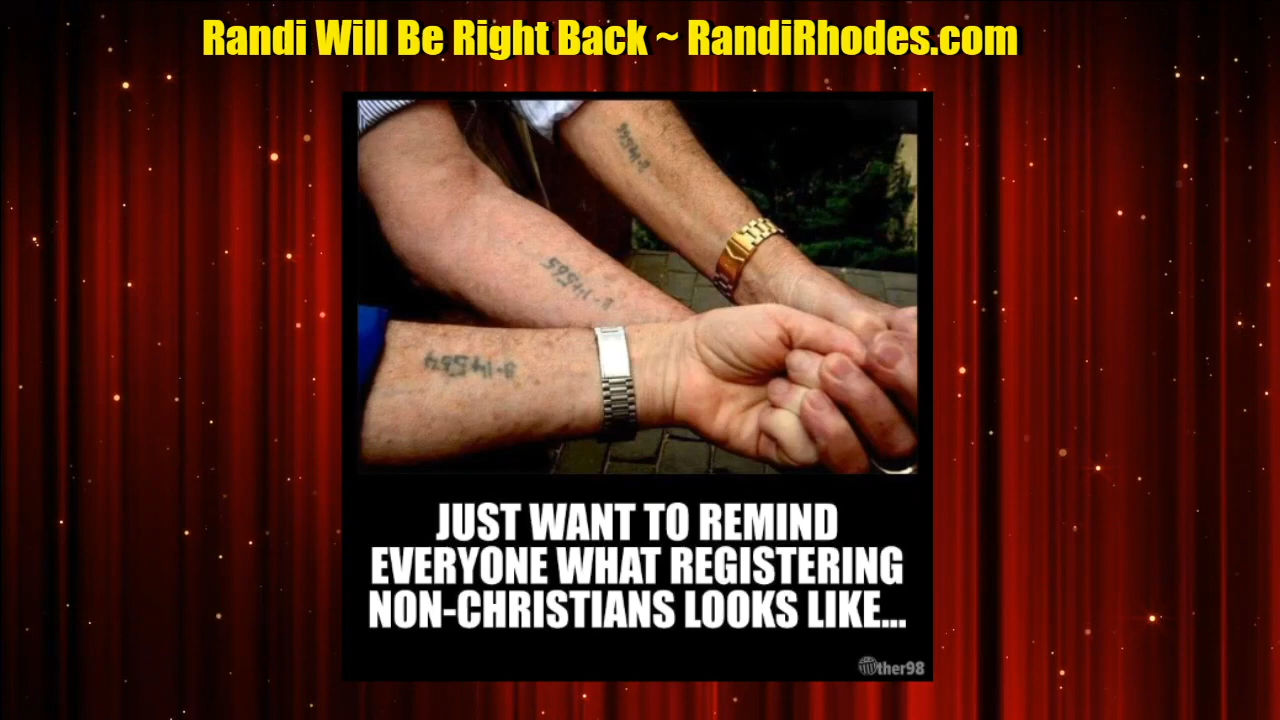 Randi Will Be Right Back ~ RandiRhodes.com
JUST WANT TO REMIND
EVERYONE WHAT REGISTERING
NON-CHRISTIANS LOOKS LIKE...
ther98